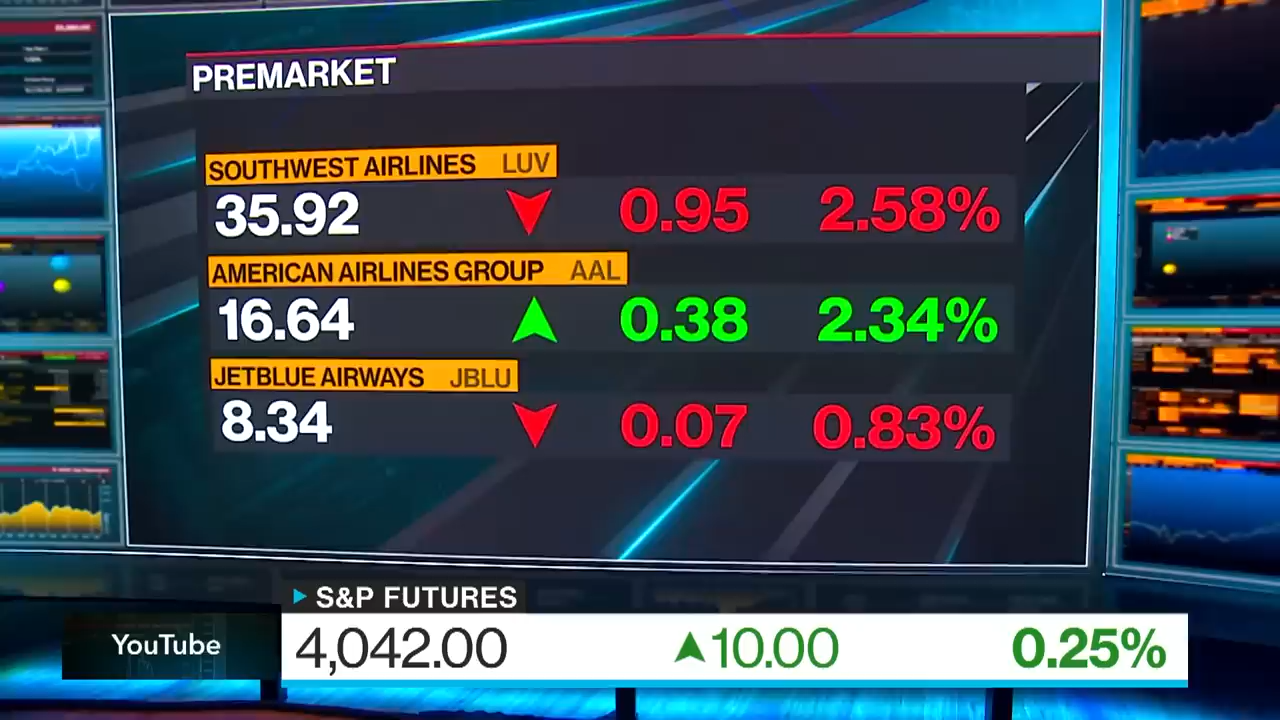 PREMARKET
SOUTHWEST AIRLINES LUV
35.92 ▼ 0.95 2.58%
AMERICAN AIRLINES GROUP AAL
16.64 ▲ 0.38 2.34%
JETBLUE AIRWAYS JBLU
8.34 ▼ 0.07 0.83%
S&P FUTURES
YouTube 4,042.00 ▲10.00 0.25%